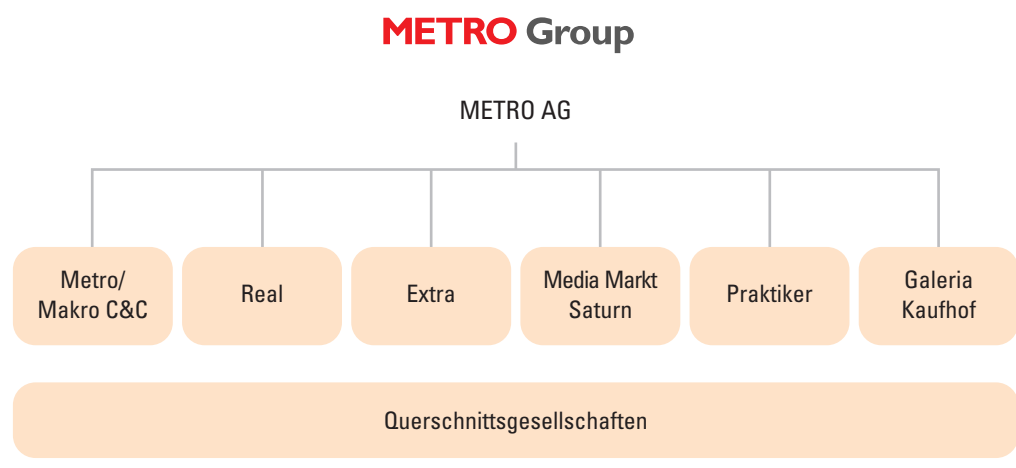 METRO Group
METRO AG
Metro/
Makro C&C
Real
Extra
Media Markt
Saturn
Praktiker
Galeria
Kaufhof
Querschnittsgesellschaften